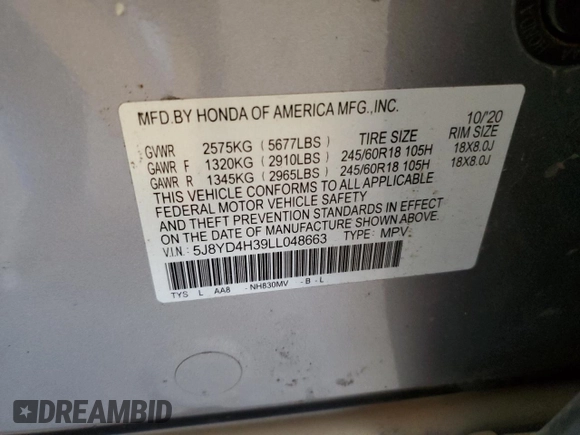 MFD.BY HONDA OF AMERICA MFG.,INC. 10/'20
GVWR 2575KG (5677LBS) TIRE SIZE RIM SIZE
GAWR F 1320KG (2910LBS) 245/60R18 105H 18X8.0J
GAWR R 1345KG (2965LBS) 245/60R18 105H 18X8.0J
THIS VEHICLE CONFORMS TO ALL APPLICABLE
FEDERAL MOTOR VEHICLE SAFETY
AND THEFT PREVENTION STANDARDS IN EFFECT
ON THE DATE OF MANUFACTURE SHOWN ABOVE.
V.I.N.: 5J8YD4H39LL048663 TYPE: MPV
TYS L AA8 - NH830MV - B - L
DREAMBID